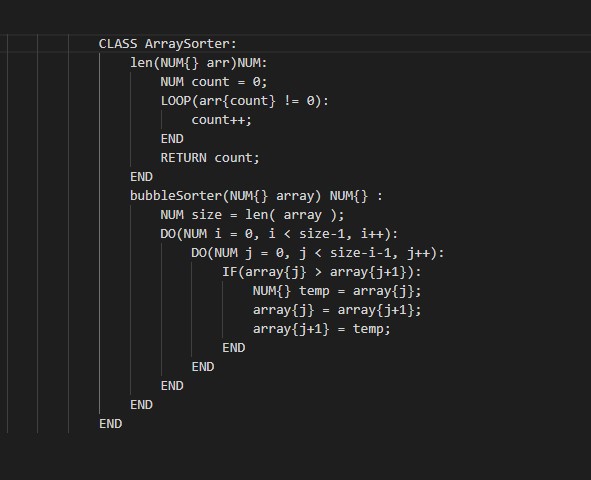 CLASS ArraySorter:
len(NUM{} arr)NUM:
NUM count = 0;
LOOP(arr{count} != 0):
count++;
END
RETURN count;
END
bubbleSorter(NUM{} array) NUM{} :
NUM size = len( array );
DO(NUM i = 0, i < size-1, i++):
DO(NUM j = 0, j < size-i-1, j++):
IF(array{j} > array{j+1}):
NUM{} temp = array{j};
array{j} = array{j+1};
array{j+1} = temp;
END
END
END
END
END